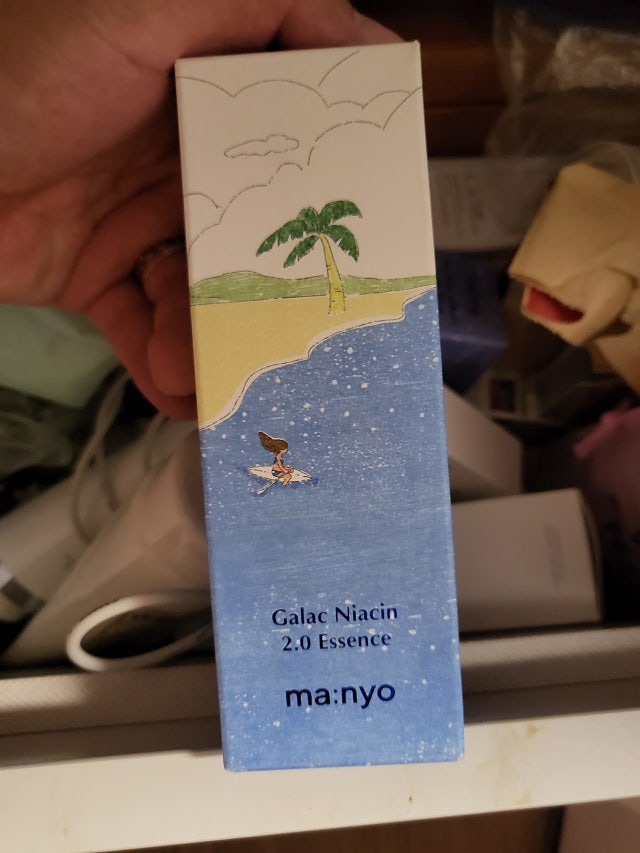 Galac Niacin
2.0 Essence
ma:nyo